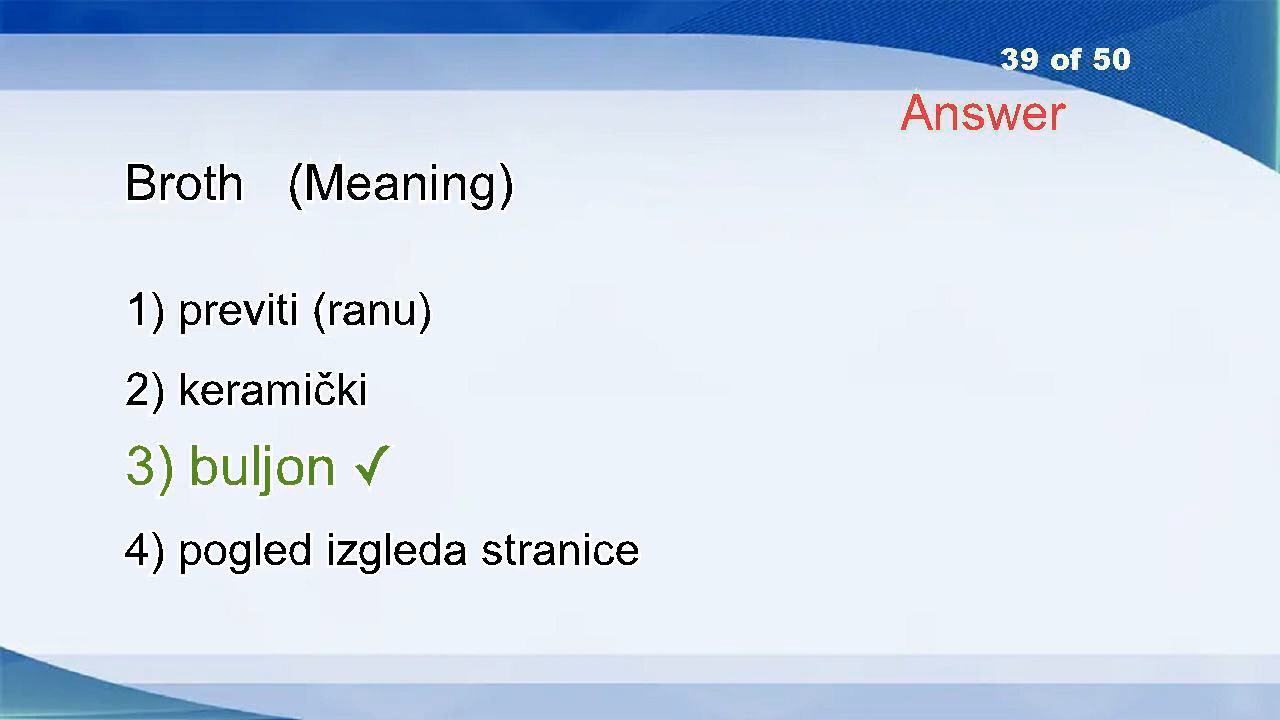 39 of 50
Answer
Broth (Meaning)
1) previti (ranu)
2) keramički
3) buljon ✓
4) pogled izgleda stranice